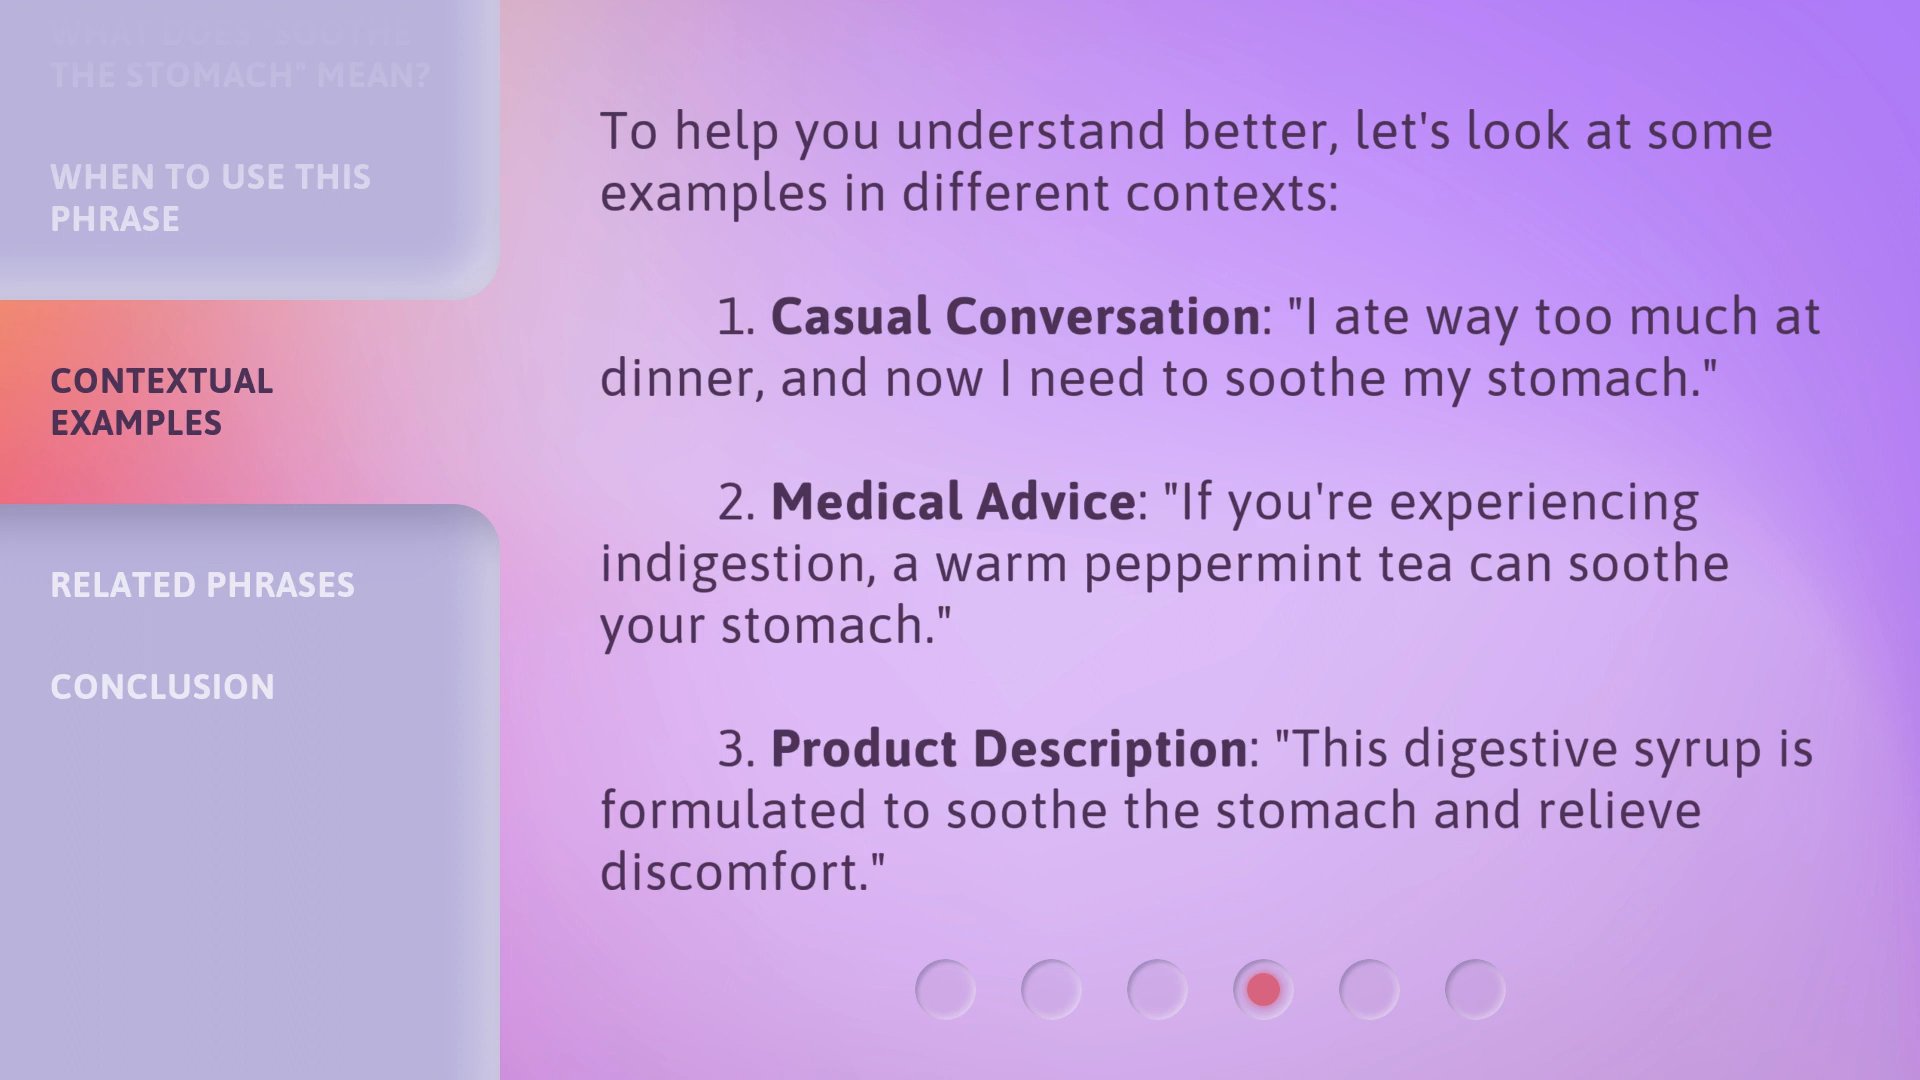 WHAT DOES "SOOTHE
THE STOMACH" MEAN?
WHEN TO USE THIS
PHRASE
CONTEXTUAL
EXAMPLES
RELATED PHRASES
CONCLUSION
To help you understand better, let's look at some
examples in different contexts:
1. Casual Conversation: "I ate way too much at
dinner, and now I need to soothe my stomach."
2. Medical Advice: "If you're experiencing
indigestion, a warm peppermint tea can soothe
your stomach."
3. Product Description: "This digestive syrup is
formulated to soothe the stomach and relieve
discomfort."